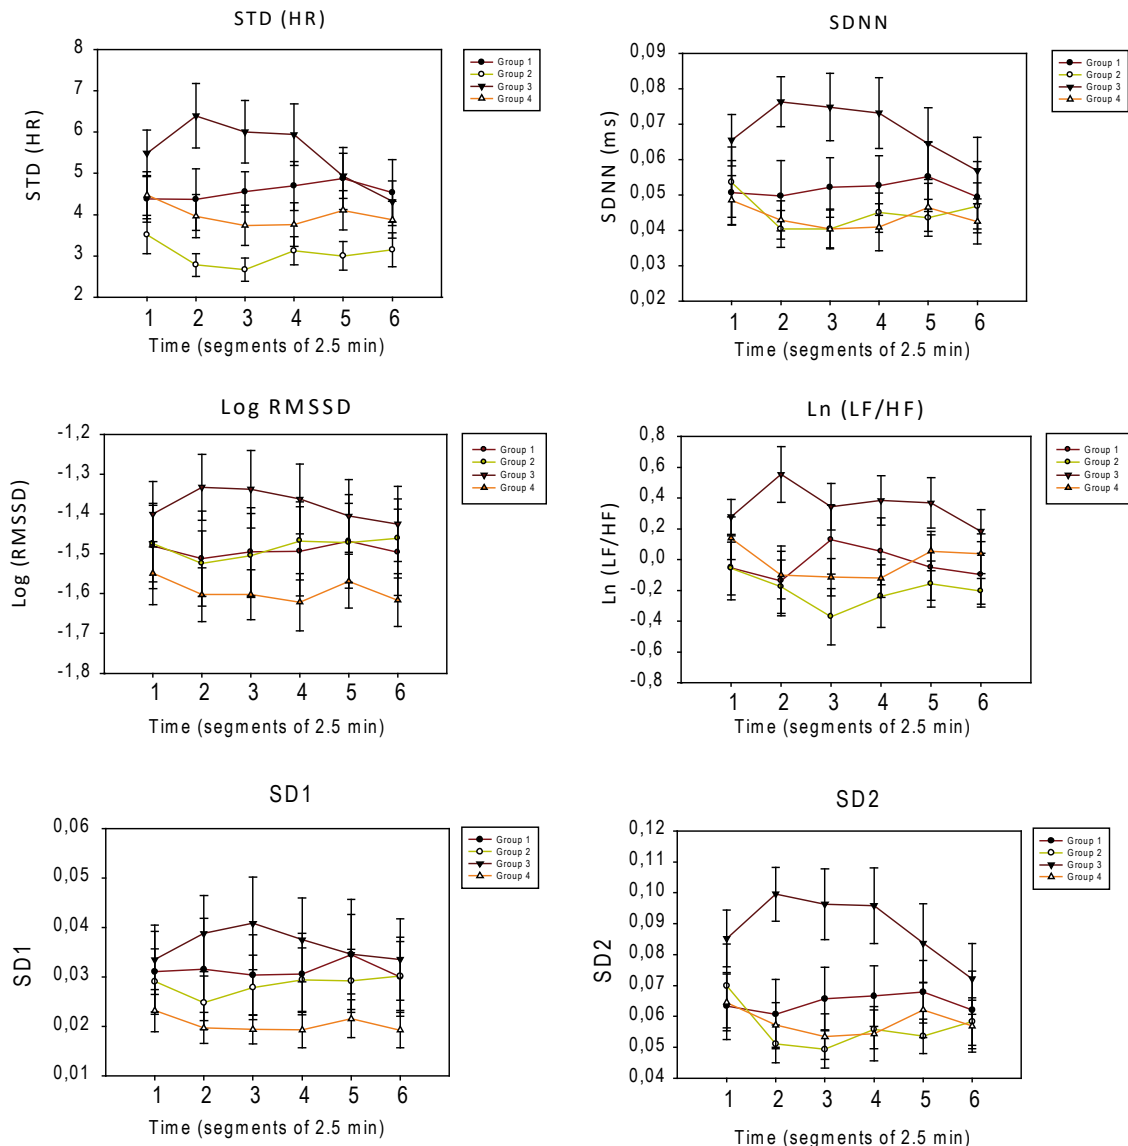 STD (HR)
8
7
6
5
4
3
2
STD (HR)
1 2 3 4 5 6
Time (segments of 2.5 min)
Group 1
Group 2
Group 3
Group 4
SDNN
0,09
0,08
0,07
0,06
0,05
0,04
0,03
0,02
SDNN (ms)
1 2 3 4 5 6
Time (segments of 2.5 min)
Group 1
Group 2
Group 3
Group 4
Log RMSSD
-1,2
-1,3
-1,4
-1,5
-1,6
-1,7
-1,8
Log (RMSSD)
1 2 3 4 5 6
Time (segments of 2.5 min)
Group 1
Group 2
Group 3
Group 4
Ln (LF/HF)
0,8
0,6
0,4
0,2
0,0
-0,2
-0,4
-0,6
-0,8
Ln (LF/HF)
1 2 3 4 5 6
Time (segments of 2.5 min)
Group 1
Group 2
Group 3
Group 4
SD1
0,06
0,05
0,04
0,03
0,02
0,01
SD1
1 2 3 4 5 6
Time (segments of 2.5 min)
Group 1
Group 2
Group 3
Group 4
SD2
0,12
0,11
0,10
0,09
0,08
0,07
0,06
0,05
0,04
SD2
1 2 3 4 5 6
Time (segments of 2.5 min)
Group 1
Group 2
Group 3
Group 4